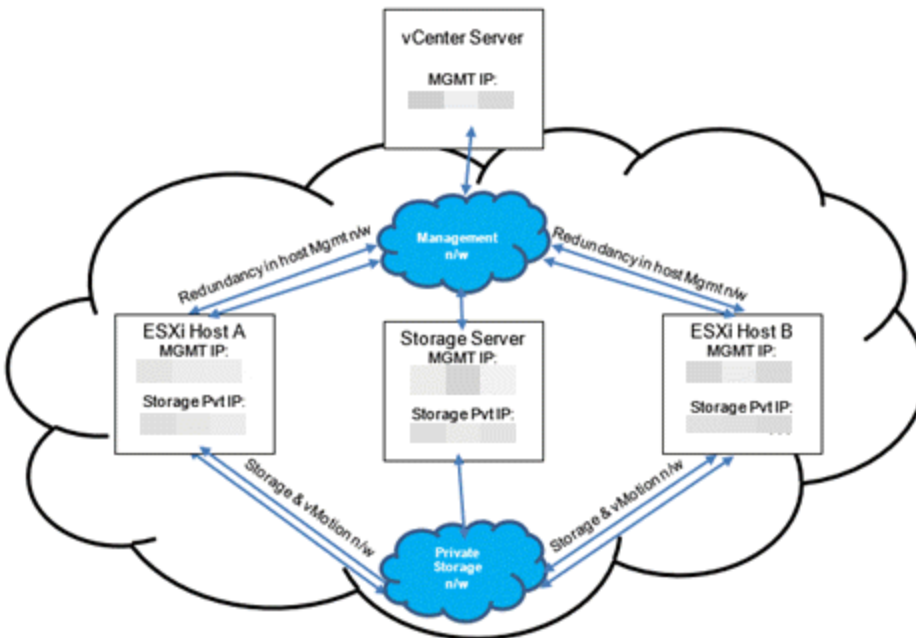 vCenter Server
MGMT IP:
Management
n/w
Redundancy in host Mgmt n/w
Redundancy in host Mgmt n/w
ESXi Host A
MGMT IP:
Storage Pvt IP:
Storage Server
MGMT IP:
Storage Pvt IP:
ESXi Host B
MGMT IP:
Storage Pvt IP:
Storage & vMotion n/w
Storage & vMotion n/w
Private
Storage
n/w